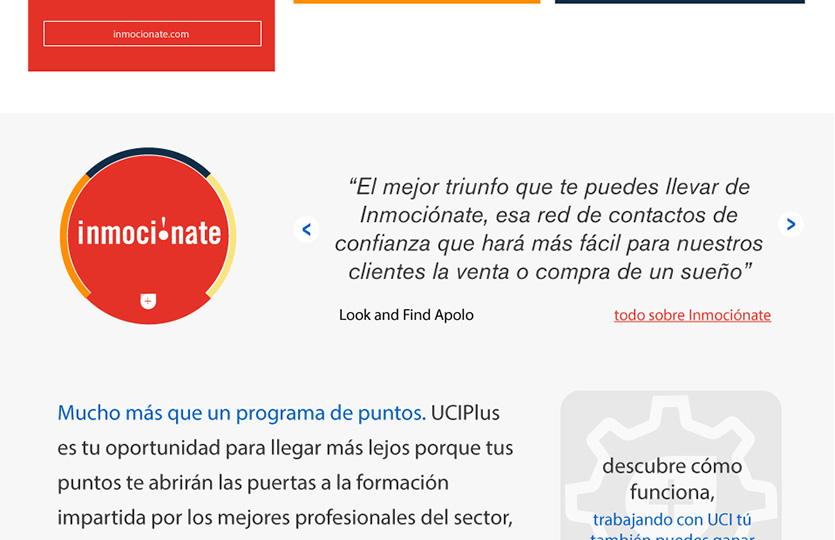 inmocionate.com
inmoci!nate
“El mejor triunfo que te puedes llevar de
Inmociónate, esa red de contactos de
confianza que hará más fácil para nuestros
clientes la venta o compra de un sueño”
Look and Find Apolo
todo sobre Inmociónate
Mucho más que un programa de puntos. UCIPlus
es tu oportunidad para llegar más lejos porque tus
puntos te abrirán las puertas a la formación
impartida por los mejores profesionales del sector,
descubre cómo
funciona,
trabajando con UCI tú
también puedes ganar